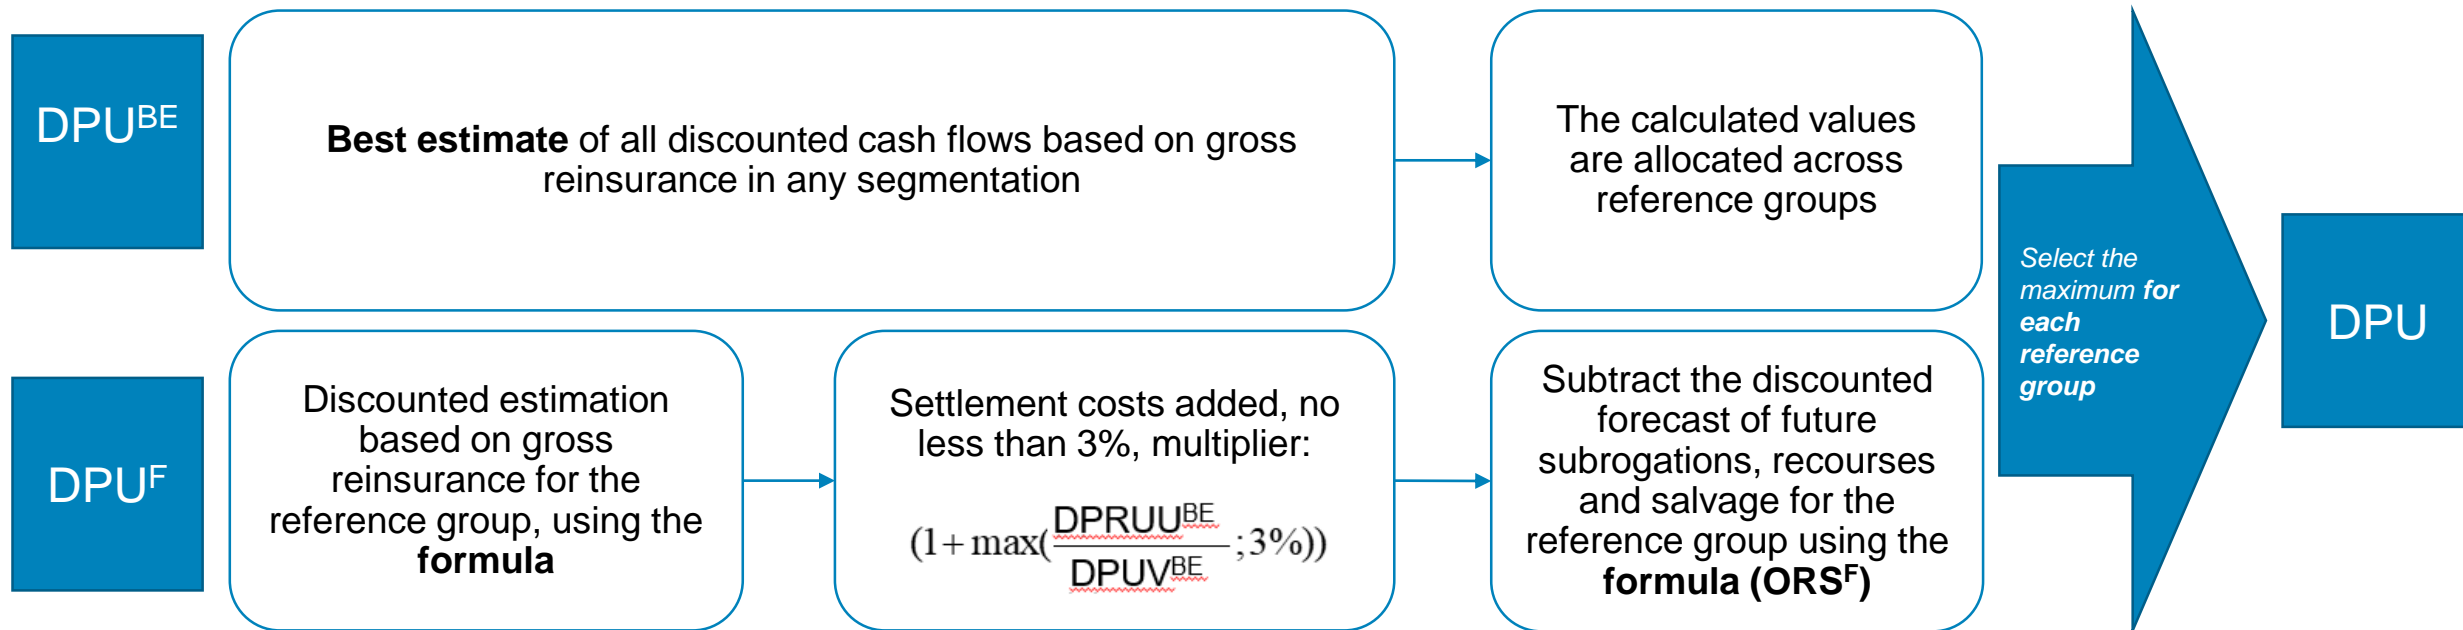 DPUBE
Best estimate of all discounted cash flows based on gross
reinsurance in any segmentation
The calculated values
are allocated across
reference groups
Select the
maximum for
each
reference
group
DPU
DPUF
Discounted estimation
based on gross
reinsurance for the
reference group, using the
formula
Settlement costs added, no
less than 3%, multiplier:
(1+max(DPRUUBE/DPUVBE;3%))
Subtract the discounted
forecast of future
subrogations, recourses
and salvage for the
reference group using the
formula (ORSF)